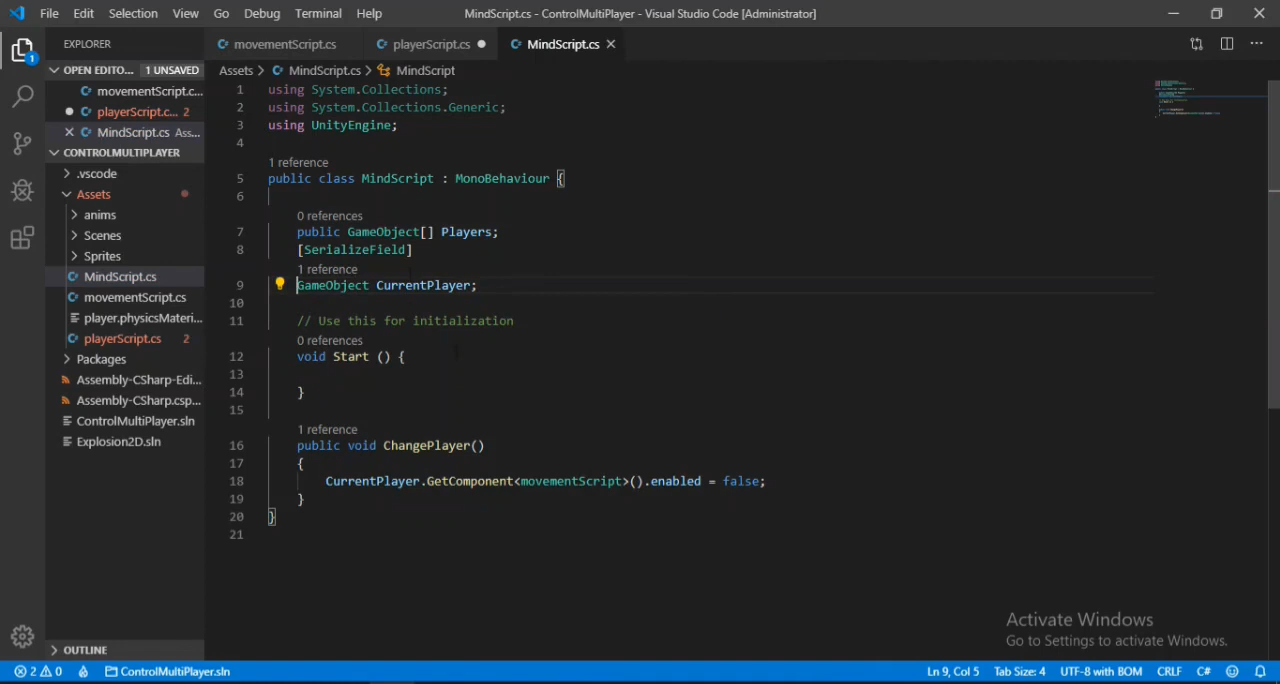 File Edit Selection View Go Debug Terminal Help MindScript.cs - ControlMultiPlayer - Visual Studio Code [Administrator]
EXPLORER
OPEN EDITO... 1 UNSAVED
movementScript.c...
playerScript.c... 2
MindScript.cs Ass...
CONTROLMULTIPLAYER
.vscode
Assets
anims
Scenes
Sprites
MindScript.cs
movementScript.cs
player.physicsMateri...
playerScript.cs 2
Packages
Assembly-CSharp-Edi...
Assembly-CSharp.csp...
ControlMultiPlayer.sln
Explosion2D.sln
OUTLINE
movementScript.cs playerScript.cs MindScript.cs
Assets > MindScript.cs > MindScript
1 using System.Collections;
2 using System.Collections.Generic;
3 using UnityEngine;
4
1 reference
5 public class MindScript : MonoBehaviour {
6
0 references
7 public GameObject[] Players;
8 [SerializeField]
1 reference
9 GameObject CurrentPlayer;
10
11 // Use this for initialization
0 references
12 void Start () {
13
14 }
15
1 reference
16 public void ChangePlayer()
17 {
18 CurrentPlayer.GetComponent<movementScript>().enabled = false;
19 }
20 }
21
Activate Windows
Go to Settings to activate Windows.
1
2 0 ControlMultiPlayer.sln Ln 9, Col 5 Tab Size: 4 UTF-8 with BOM CRLF C#